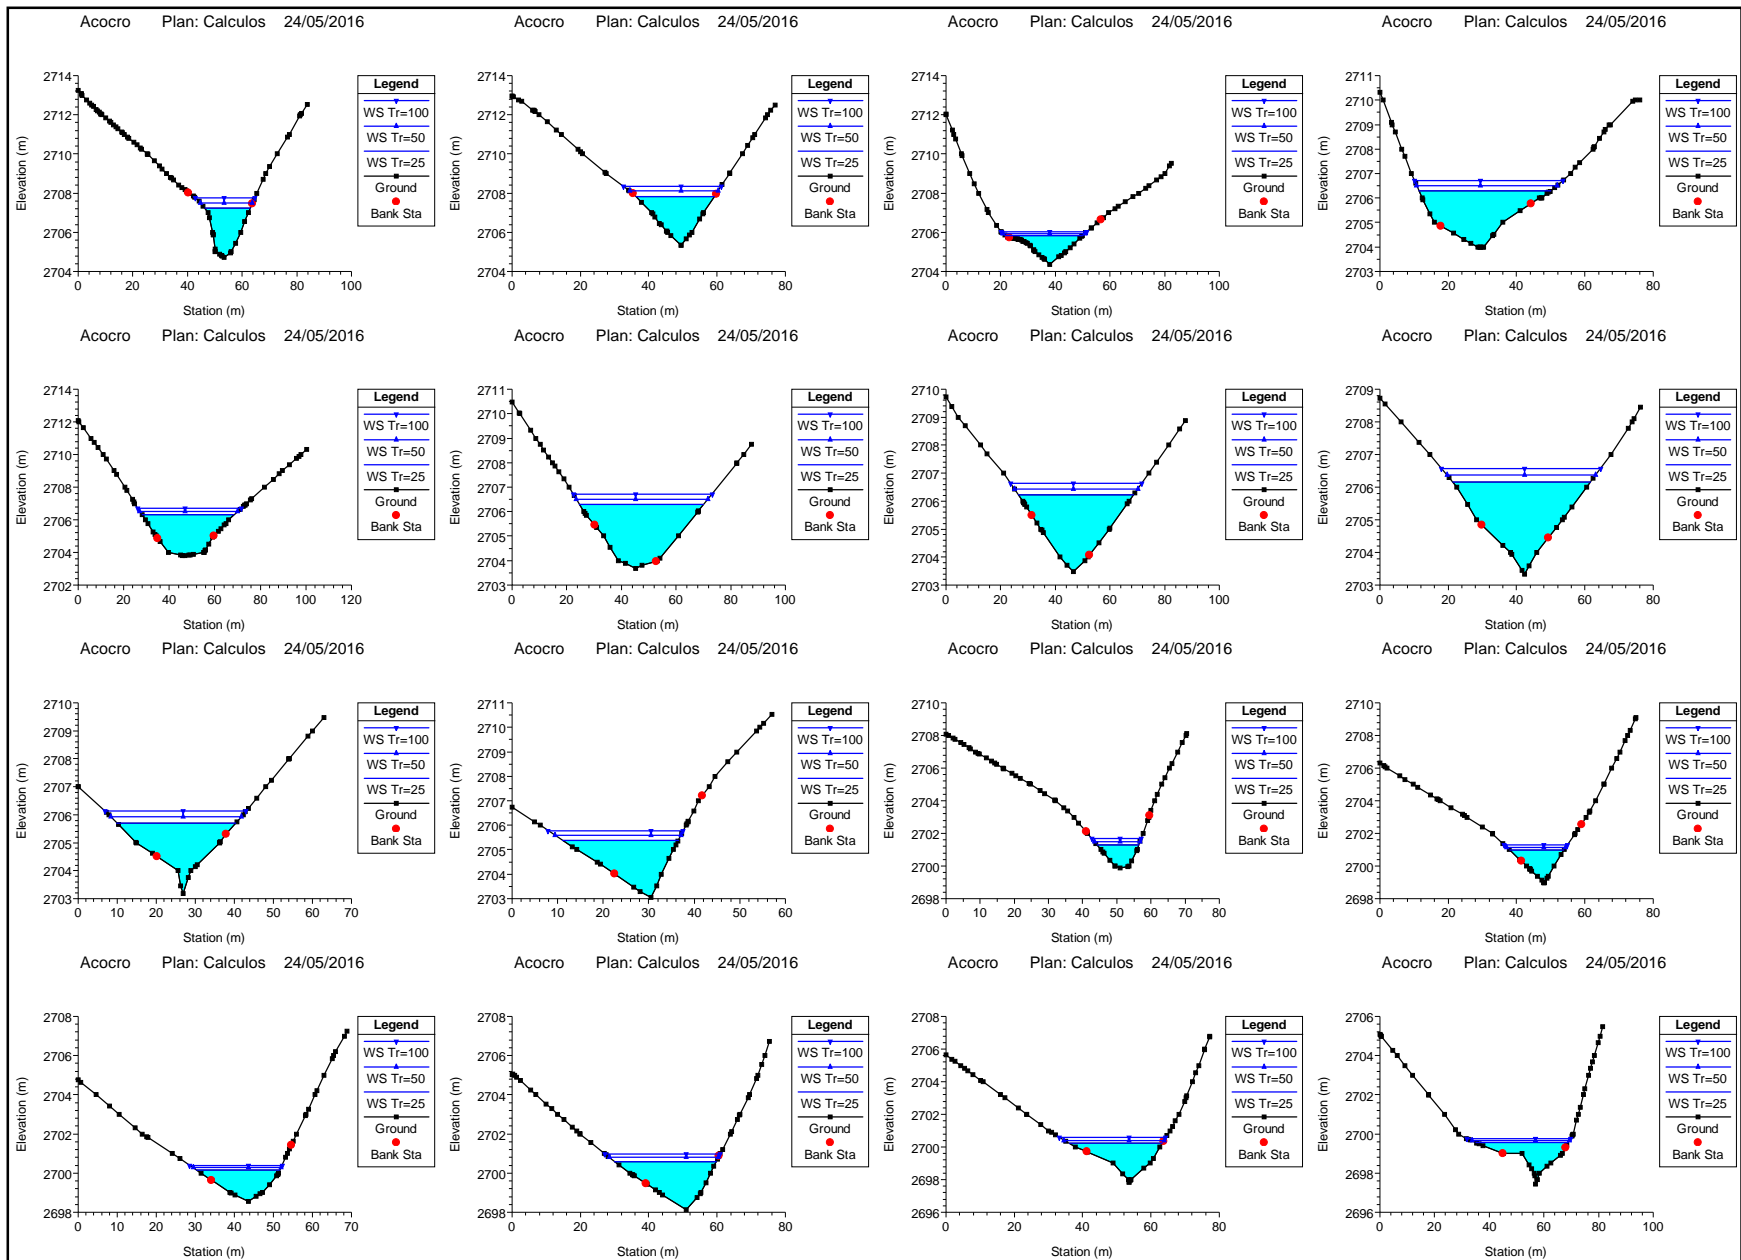 Acocro Plan: Calculos 24/05/2016
Elevation (m)
2714
2712
2710
2708
2706
2704
0 20 40 60 80 100
Station (m)
Legend
WS Tr=100
WS Tr=50
WS Tr=25
Ground
Bank Sta
Acocro Plan: Calculos 24/05/2016
Elevation (m)
2714
2712
2710
2708
2706
2704
0 20 40 60 80
Station (m)
Legend
WS Tr=100
WS Tr=50
WS Tr=25
Ground
Bank Sta
Acocro Plan: Calculos 24/05/2016
Elevation (m)
2714
2712
2710
2708
2706
2704
0 20 40 60 80 100
Station (m)
Legend
WS Tr=100
WS Tr=50
WS Tr=25
Ground
Bank Sta
Acocro Plan: Calculos 24/05/2016
Elevation (m)
2711
2710
2709
2708
2707
2706
2705
2704
2703
0 20 40 60 80
Station (m)
Legend
WS Tr=100
WS Tr=50
WS Tr=25
Ground
Bank Sta
Acocro Plan: Calculos 24/05/2016
Elevation (m)
2714
2712
2710
2708
2706
2704
2702
0 20 40 60 80 100 120
Station (m)
Legend
WS Tr=100
WS Tr=50
WS Tr=25
Ground
Bank Sta
Acocro Plan: Calculos 24/05/2016
Elevation (m)
2711
2710
2709
2708
2707
2706
2705
2704
2703
0 20 40 60 80 100
Station (m)
Legend
WS Tr=100
WS Tr=50
WS Tr=25
Ground
Bank Sta
Acocro Plan: Calculos 24/05/2016
Elevation (m)
2710
2709
2708
2707
2706
2705
2704
2703
0 20 40 60 80 100
Station (m)
Legend
WS Tr=100
WS Tr=50
WS Tr=25
Ground
Bank Sta
Acocro Plan: Calculos 24/05/2016
Elevation (m)
2709
2708
2707
2706
2705
2704
2703
0 20 40 60 80
Station (m)
Legend
WS Tr=100
WS Tr=50
WS Tr=25
Ground
Bank Sta
Acocro Plan: Calculos 24/05/2016
Elevation (m)
2710
2709
2708
2707
2706
2705
2704
2703
0 10 20 30 40 50 60 70
Station (m)
Legend
WS Tr=100
WS Tr=50
WS Tr=25
Ground
Bank Sta
Acocro Plan: Calculos 24/05/2016
Elevation (m)
2711
2710
2709
2708
2707
2706
2705
2704
2703
0 10 20 30 40 50 60
Station (m)
Legend
WS Tr=100
WS Tr=50
WS Tr=25
Ground
Bank Sta
Acocro Plan: Calculos 24/05/2016
Elevation (m)
2710
2708
2706
2704
2702
2700
2698
0 10 20 30 40 50 60 70 80
Station (m)
Legend
WS Tr=100
WS Tr=50
WS Tr=25
Ground
Bank Sta
Acocro Plan: Calculos 24/05/2016
Elevation (m)
2710
2708
2706
2704
2702
2700
2698
0 20 40 60 80
Station (m)
Legend
WS Tr=100
WS Tr=50
WS Tr=25
Ground
Bank Sta
Acocro Plan: Calculos 24/05/2016
Elevation (m)
2708
2706
2704
2702
2700
2698
0 10 20 30 40 50 60 70
Station (m)
Legend
WS Tr=100
WS Tr=50
WS Tr=25
Ground
Bank Sta
Acocro Plan: Calculos 24/05/2016
Elevation (m)
2708
2706
2704
2702
2700
2698
0 20 40 60 80
Station (m)
Legend
WS Tr=100
WS Tr=50
WS Tr=25
Ground
Bank Sta
Acocro Plan: Calculos 24/05/2016
Elevation (m)
2708
2706
2704
2702
2700
2698
2696
0 20 40 60 80
Station (m)
Legend
WS Tr=100
WS Tr=50
WS Tr=25
Ground
Bank Sta
Acocro Plan: Calculos 24/05/2016
Elevation (m)
2706
2704
2702
2700
2698
2696
0 20 40 60 80 100
Station (m)
Legend
WS Tr=100
WS Tr=50
WS Tr=25
Ground
Bank Sta